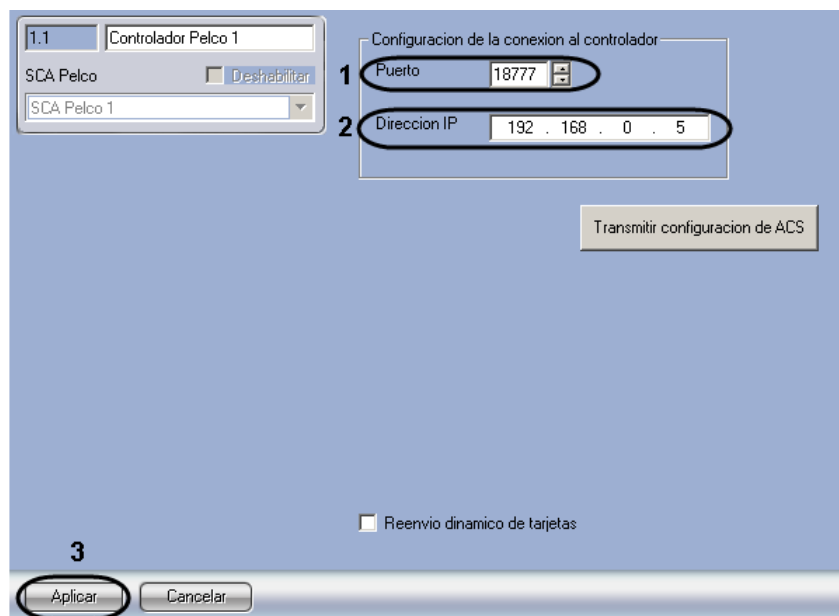 1.1 Controlador Pelco 1
SCA Pelco Deshabilitar
SCA Pelco 1
Configuracion de la conexion al controlador
1 Puerto 18777
2 Direccion IP 192 . 168 . 0 . 5
Transmitir configuracion de ACS
Reenvio dinamico de tarjetas
3
Aplicar Cancelar